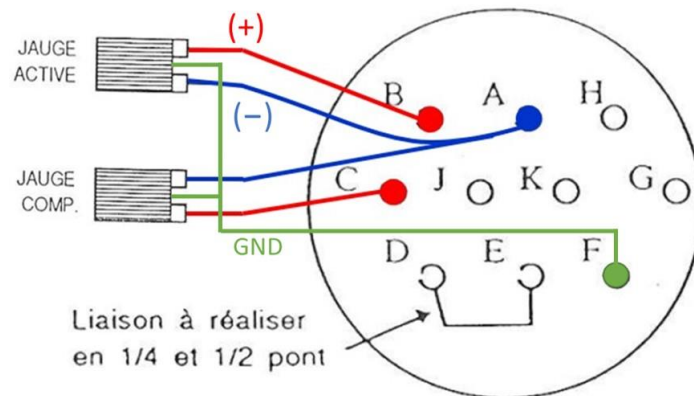 JAUGE
ACTIVE
(+)
(−)
B A H
JAUGE
COMP.
C J K G
GND
D E F
Liaison à réaliser
en 1/4 et 1/2 pont